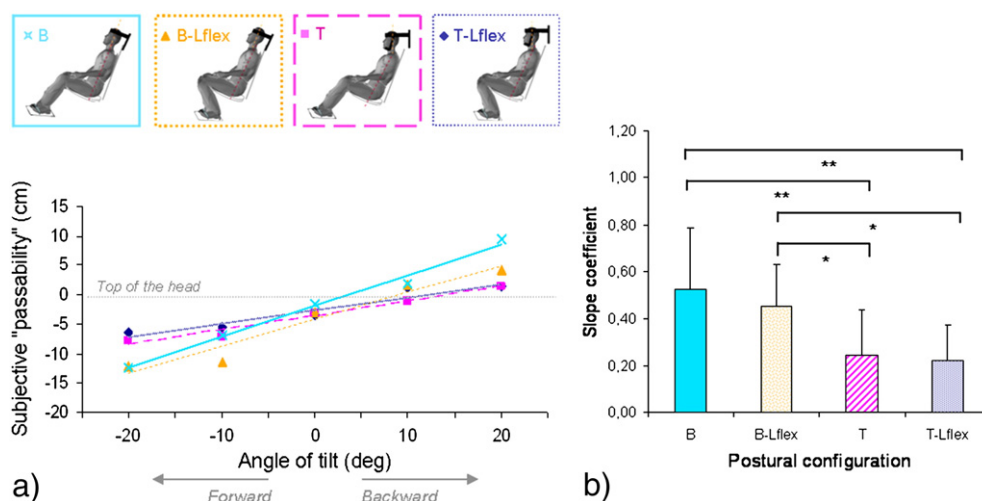 B
B-Lflex
T
T-Lflex
Subjective "passability" (cm)
15
10
5
0
-5
-10
-15
-20
Top of the head
-20
-10
0
10
20
Angle of tilt (deg)
Forward
Backward
a)
Slope coefficient
1,20
1,00
0,80
0,60
0,40
0,20
0,00
**
**
*
*
B
B-Lflex
T
T-Lflex
Postural configuration
b)